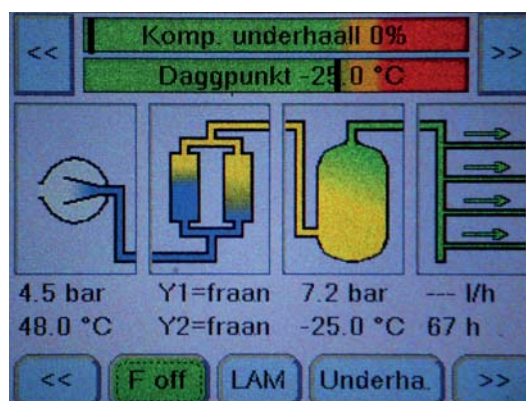 << Komp. underhaall 0% >>
Daggpunkt -25.0 °C
4.5 bar Y1=fraan 7.2 bar --- l/h
48.0 °C Y2=fraan -25.0 °C 67 h
<< F off LAM Underha. >>